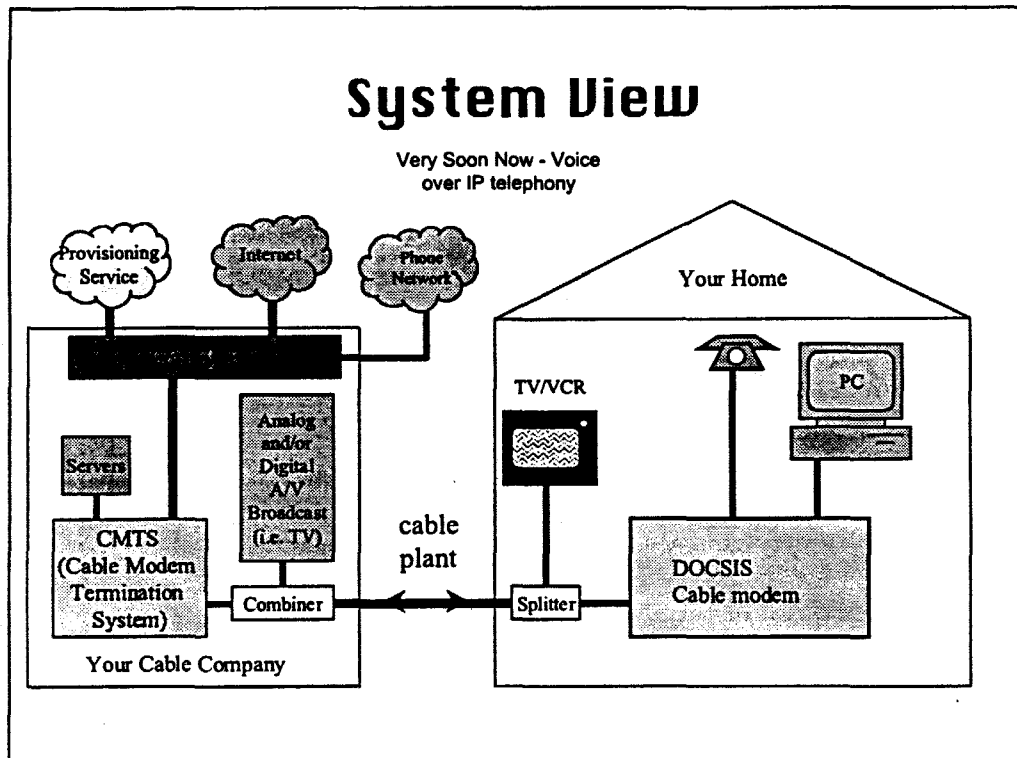 System View
Very Soon Now - Voice
over IP telephony
Provisioning
Service
Internet
Phone
Network
Your Home
TV/VCR
PC
Analog
and/or
Digital
A/V
Broadcast
(i.e. TV)
Servers
CMTS
(Cable Modem
Termination
System)
Combiner
cable
plant
Splitter
DOCSIS
Cable modem
Your Cable Company